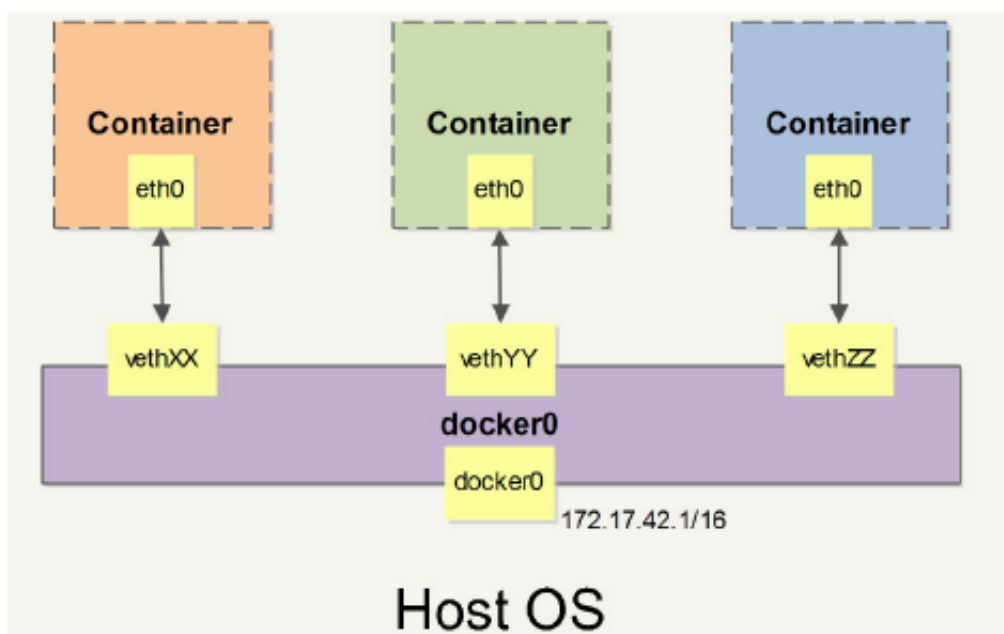 Container
Container
Container
eth0
eth0
eth0
vethXX
vethYY
vethZZ
docker0
docker0
172.17.42.1/16
Host OS